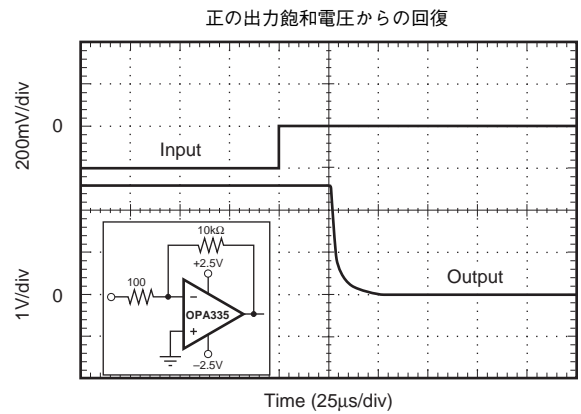 正の出力飽和電圧からの回復
200mV/div
0
Input
10kΩ
+2.5V
100
−
OPA335
+
−2.5V
1V/div
0
Output
Time (25μs/div)